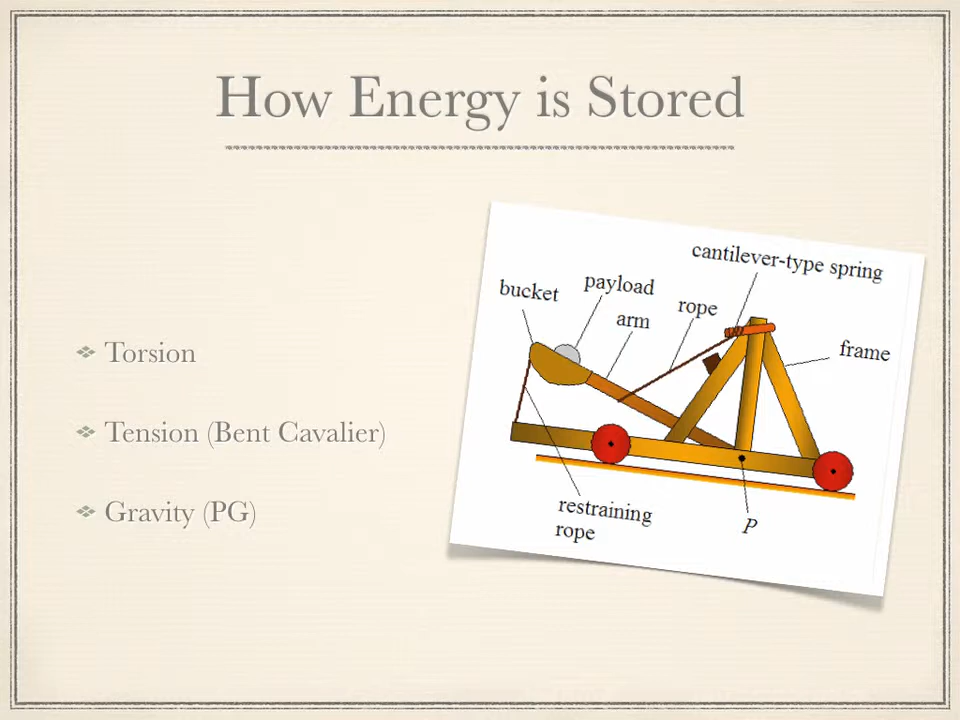 How Energy is Stored
Torsion
Tension (Bent Cavalier)
Gravity (PG)
cantilever-type spring
bucket
payload
rope
arm
frame
restraining
rope
P